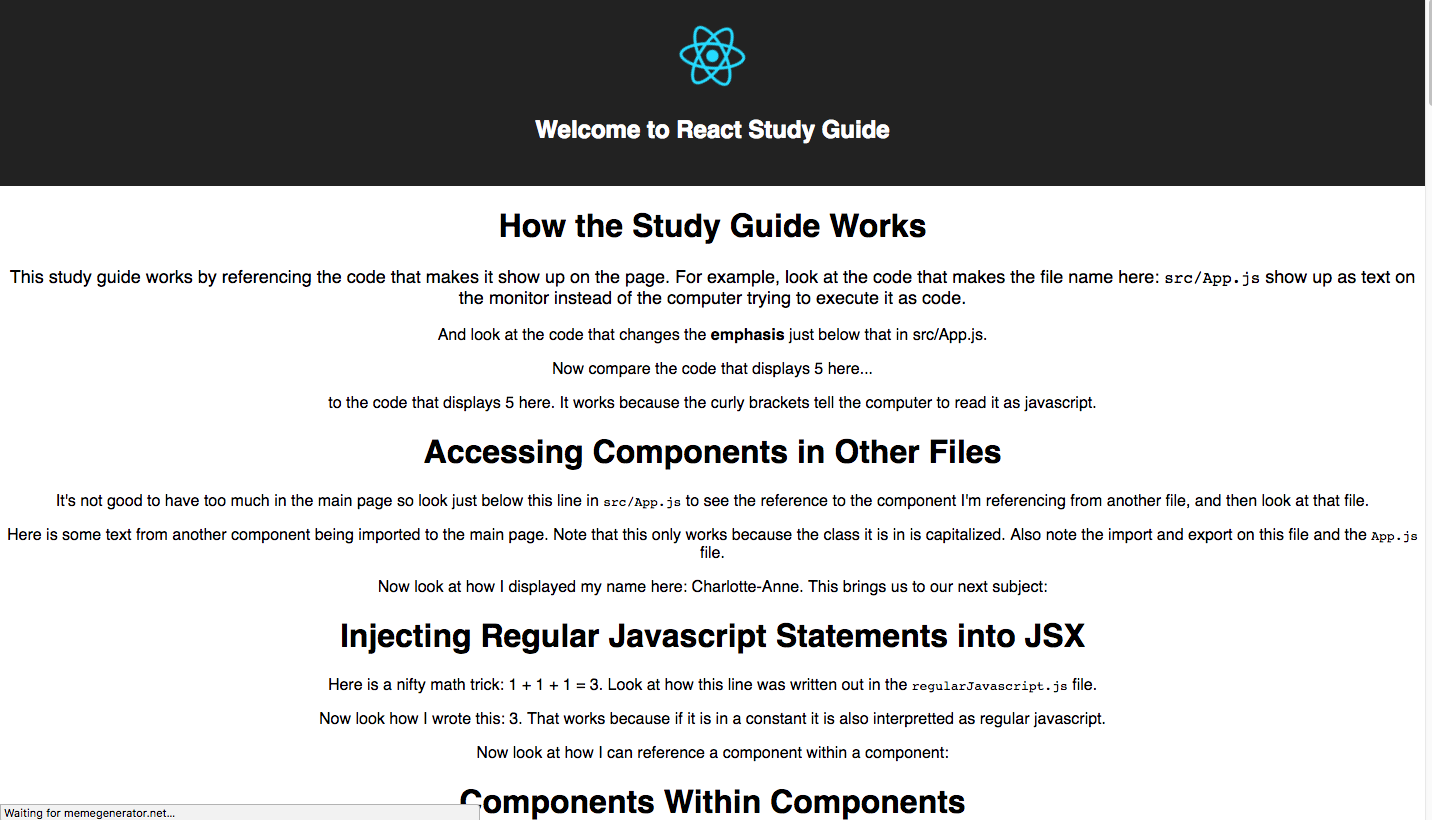 Welcome to React Study Guide
How the Study Guide Works
This study guide works by referencing the code that makes it show up on the page. For example, look at the code that makes the file name here: src/App.js show up as text on
the monitor instead of the computer trying to execute it as code.
And look at the code that changes the emphasis just below that in src/App.js.
Now compare the code that displays 5 here...
to the code that displays 5 here. It works because the curly brackets tell the computer to read it as javascript.
Accessing Components in Other Files
It's not good to have too much in the main page so look just below this line in src/App.js to see the reference to the component I'm referencing from another file, and then look at that file.
Here is some text from another component being imported to the main page. Note that this only works because the class it is in is capitalized. Also note the import and export on this file and the App.js
file.
Now look at how I displayed my name here: Charlotte-Anne. This brings us to our next subject:
Injecting Regular Javascript Statements into JSX
Here is a nifty math trick: 1 + 1 + 1 = 3. Look at how this line was written out in the regularJavascript.js file.
Now look how I wrote this: 3. That works because if it is in a constant it is also interpretted as regular javascript.
Now look at how I can reference a component within a component:
Components Within Components
Waiting for memegenerator.net...